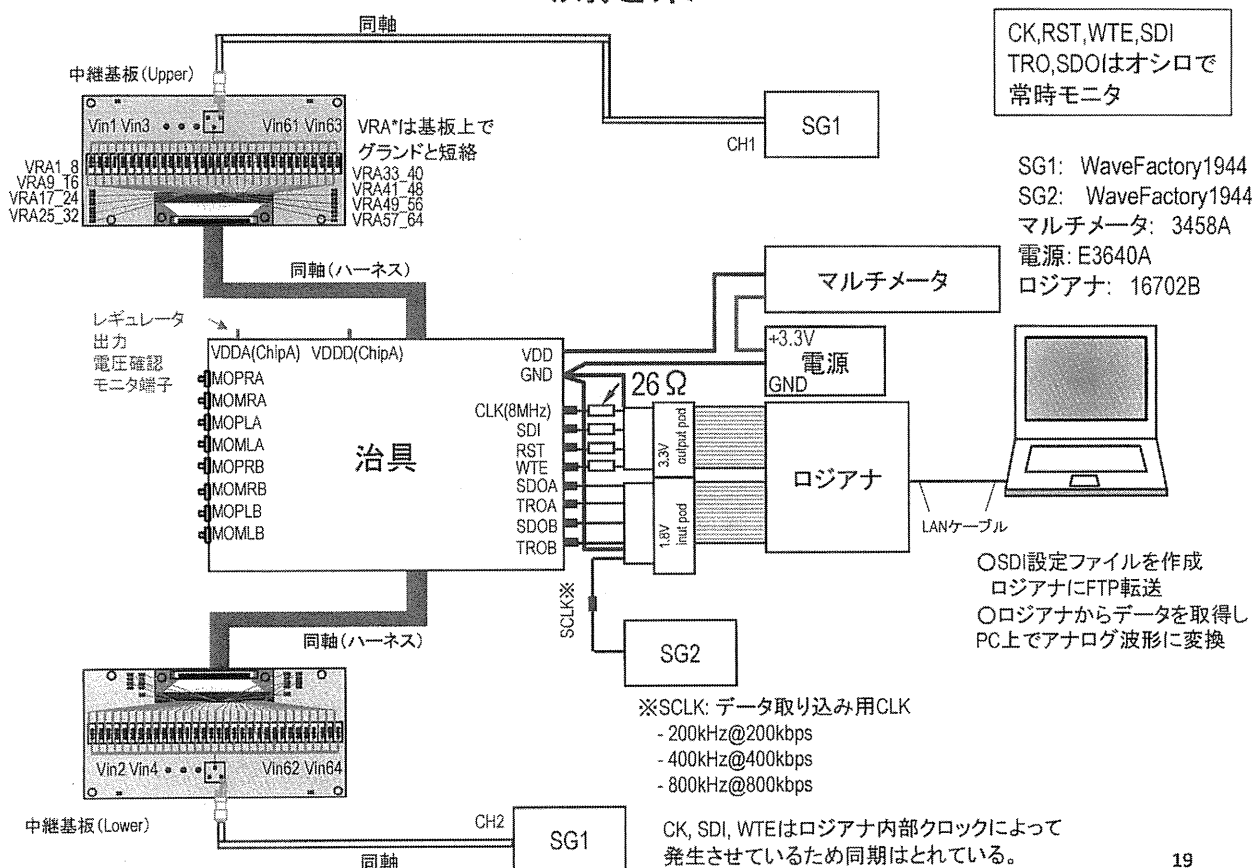 同軸
中継基板(Upper)
Vin1 Vin3
Vin61 Vin63
VRA1_8
VRA9_16
VRA17_24
VRA25_32
VRA*は基板上で
グランドと短絡
VRA33_40
VRA41_48
VRA49_56
VRA57_64
CH1
SG1
CK,RST,WTE,SDI
TRO,SDOはオシロで
常時モニタ
SG1: WaveFactory1944
SG2: WaveFactory1944
マルチメータ: 3458A
電源: E3640A
ロジアナ: 16702B
同軸(ハーネス)
マルチメータ
レギュレータ
出力
電圧確認
モニタ端子
VDDA(ChipA) VDDD(ChipA)
MOPRA
MOMRA
MOPLA
MOMLA
MOPRB
MOMRB
MOPLB
MOMLB
治具
VDD
GND
CLK(8MHz)
SDI
RST
WTE
SDOA
TROA
SDOB
TROB
26Ω
+3.3V
電源
GND
3.3V
output pod
1.8V
inut pod
ロジアナ
LANケーブル
○SDI設定ファイルを作成
ロジアナにFTP転送
○ロジアナからデータを取得し
PC上でアナログ波形に変換
SCLK※
SG2
※SCLK: データ取り込み用CLK
- 200kHz@200kbps
- 400kHz@400kbps
- 800kHz@800kbps
同軸(ハーネス)
Vin2 Vin4
Vin62 Vin64
中継基板(Lower)
同軸
CH2
SG1
CK, SDI, WTEはロジアナ内部クロックによって
発生させているため同期はとれている。
19